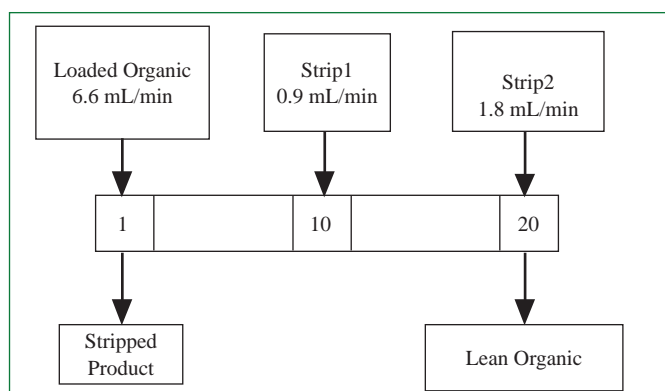 Loaded Organic
6.6 mL/min
Strip1
0.9 mL/min
Strip2
1.8 mL/min
1
10
20
Stripped
Product
Lean Organic